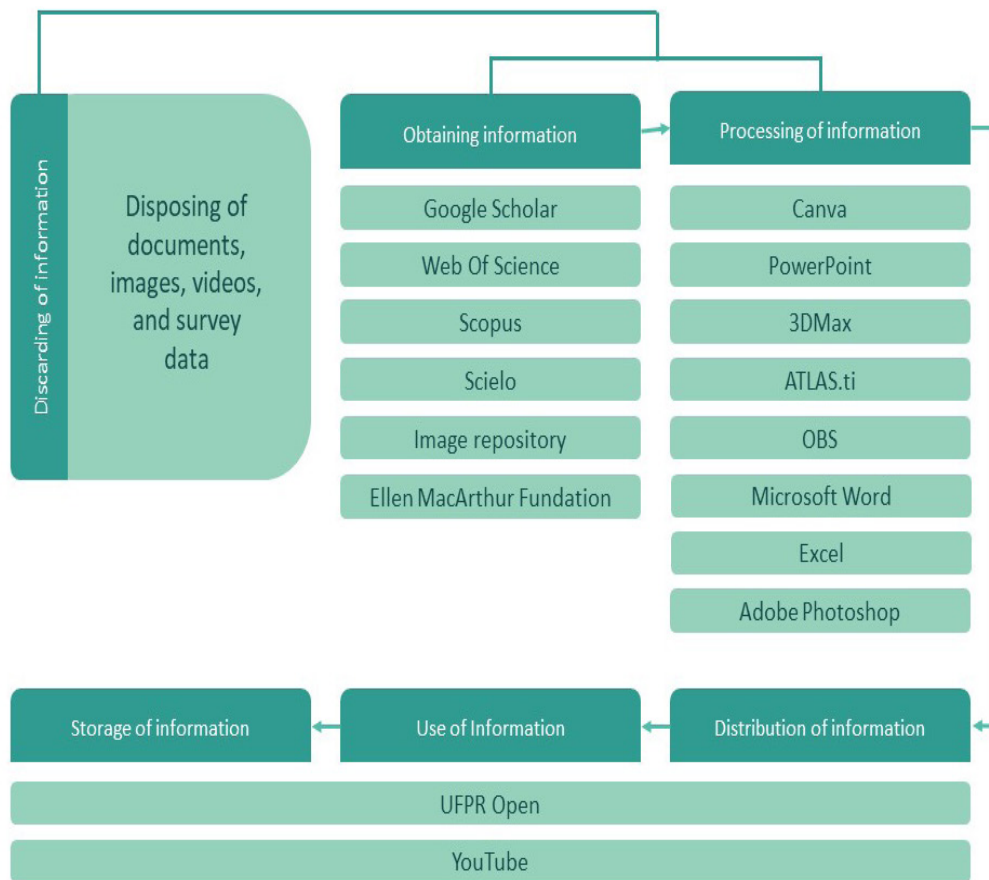 Discarding of information
Disposing of
documents,
images, videos,
and survey
data
Obtaining information
Google Scholar
Web Of Science
Scopus
Scielo
Image repository
Ellen MacArthur Fundation
Processing of information
Canva
PowerPoint
3DMax
ATLAS.ti
OBS
Microsoft Word
Excel
Adobe Photoshop
Storage of information
Use of Information
Distribution of information
UFPR Open
YouTube